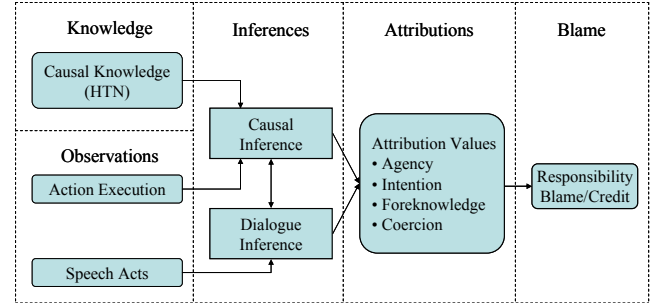 Knowledge
Inferences
Attributions
Blame
Causal Knowledge
(HTN)
Observations
Action Execution
Speech Acts
Causal
Inference
Dialogue
Inference
Attribution Values
• Agency
• Intention
• Foreknowledge
• Coercion
Responsibility
Blame/Credit